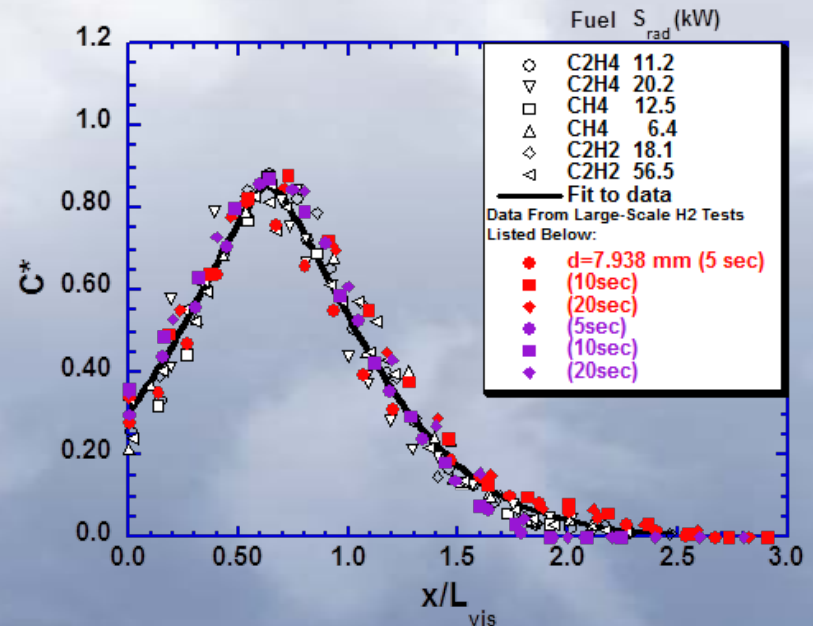 Fuel S_rad (kW)
C2H4 11.2
C2H4 20.2
CH4 12.5
CH4 6.4
C2H2 18.1
C2H2 56.5
Fit to data
Data From Large-Scale H2 Tests
Listed Below:
d=7.938 mm (5 sec)
(10sec)
(20sec)
(5sec)
(10sec)
(20sec)
1.2
1.0
0.80
0.60
0.40
0.20
0.0
C*
0.0 0.50 1.0 1.5 2.0 2.5 3.0
x/L_vis